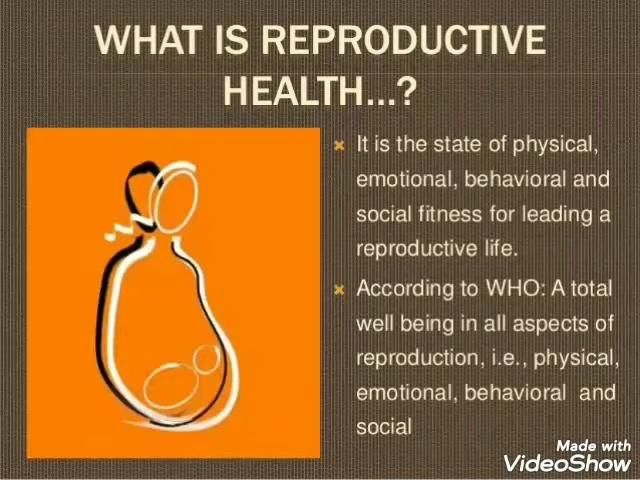 WHAT IS REPRODUCTIVE
HEALTH...?
It is the state of physical,
emotional, behavioral and
social fitness for leading a
reproductive life.
According to WHO: A total
well being in all aspects of
reproduction, i.e., physical,
emotional, behavioral and
social
Made with
VideoShow